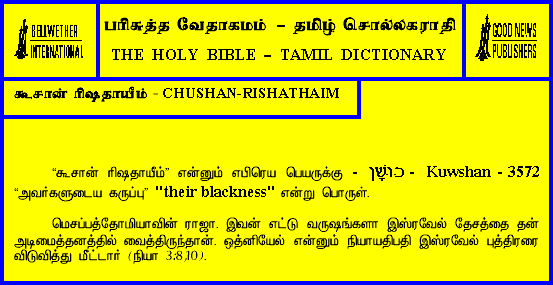 BELLWETHER
INTERNATIONAL
பரிசுத்த வேதாகமம் – தமிழ் சொல்லகராதி
THE HOLY BIBLE – TAMIL DICTIONARY
GOOD NEWS
PUBLISHERS
கூசான் ரிஷதாயீம் - CHUSHAN-RISHATHAIM
“கூசான் ரிஷதாயீம்” என்னும் எபிரெய பெயருக்கு - כּוּשָׁן - Kuwshan - 3572
“அவர்களுடைய கருப்பு” "their blackness" என்று பொருள்.
மெசப்பத்தோமியாவின் ராஜா. இவன் எட்டு வருஷங்களா இஸ்ரவேல் தேசத்தை தன்
அடிமைத்தனத்தில் வைத்திருந்தான். ஒத்னியேல் என்னும் நியாயதிபதி இஸ்ரவேல் புத்திரரை
விடுவித்து மீட்டார் (நியா 3:8,10).